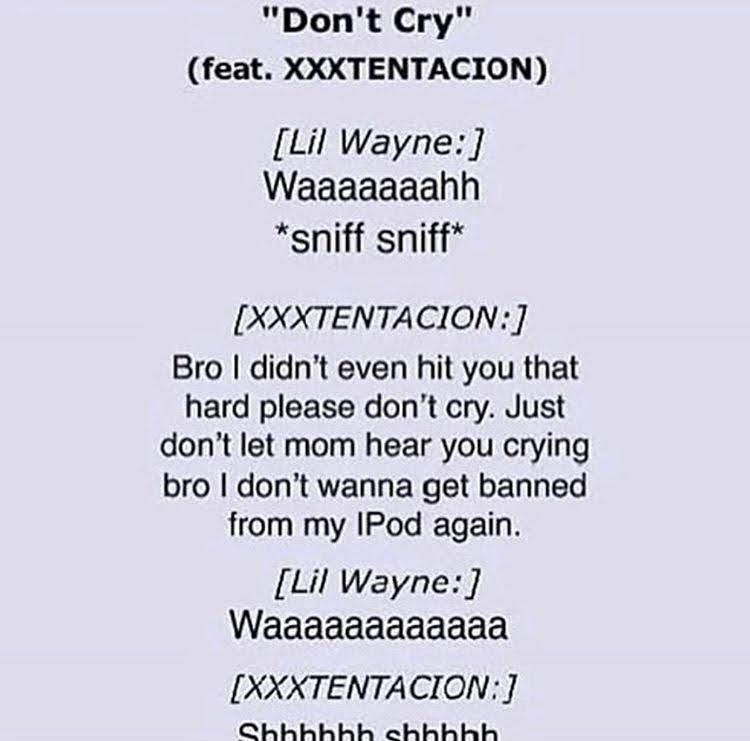 "Don't Cry"
(feat. XXXTENTACION)
[Lil Wayne:]
Waaaaaaahh
*sniff sniff*
[XXXTENTACION:]
Bro I didn't even hit you that
hard please don't cry. Just
don't let mom hear you crying
bro I don't wanna get banned
from my IPod again.
[Lil Wayne:]
Waaaaaaaaaaaa
[XXXTENTACION:]
Shhhhhh shhhhh